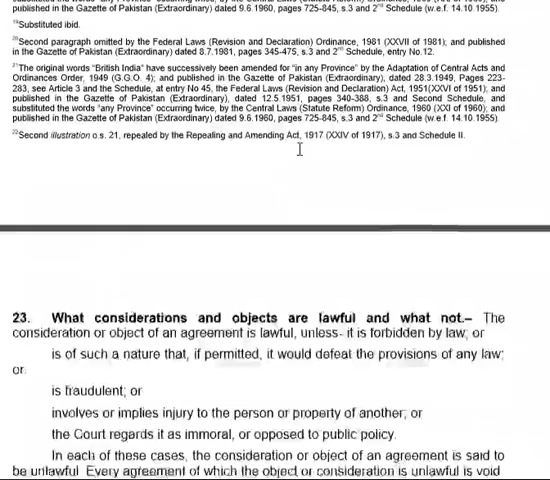 published in the Gazette of Pakistan (Extraordinary) dated 9.6.1960, pages 725-845, s.3 and 2nd Schedule (w.e.f. 14.10.1955).
19Substituted ibid.
20Second paragraph omitted by the Federal Laws (Revision and Declaration) Ordinance, 1981 (XXVII of 1981); and published
in the Gazette of Pakistan (Extraordinary) dated 8.7.1981, pages 345-475, s.3 and 2nd Schedule, entry No.12.
21The original words "British India" have successively been amended for "in any Province" by the Adaptation of Central Acts and
Ordinances Order, 1949 (G.G.O. 4); and published in the Gazette of Pakistan (Extraordinary), dated 28.3.1949, Pages 223-
283, see Article 3 and the Schedule, at entry No 45, the Federal Laws (Revision and Declaration) Act, 1951(XXVI of 1951); and
published in the Gazette of Pakistan (Extraordinary), dated 12.5.1951, pages 340-388, s.3 and Second Schedule, and
substituted the words "any Province" occurring twice, by the Central Laws (Statute Reform) Ordinance, 1960 (XXI of 1960); and
published in the Gazette of Pakistan (Extraordinary) dated 9.6.1960, pages 725-845, s.3 and 2nd Schedule (w.e.f. 14.10.1955)
22Second illustration o.s. 21, repealed by the Repealing and Amending Act, 1917 (XXIV of 1917), s.3 and Schedule II.
23. What considerations and objects are lawful and what not.– The
consideration or object of an agreement is lawful, unless- it is forbidden by law; or
is of such a nature that, if permitted, it would defeat the provisions of any law;
or
is fraudulent; or
involves or implies injury to the person or property of another; or
the Court regards it as immoral, or opposed to public policy.
In each of these cases, the consideration or object of an agreement is said to
be unlawful. Every agreement of which the object or consideration is unlawful is void